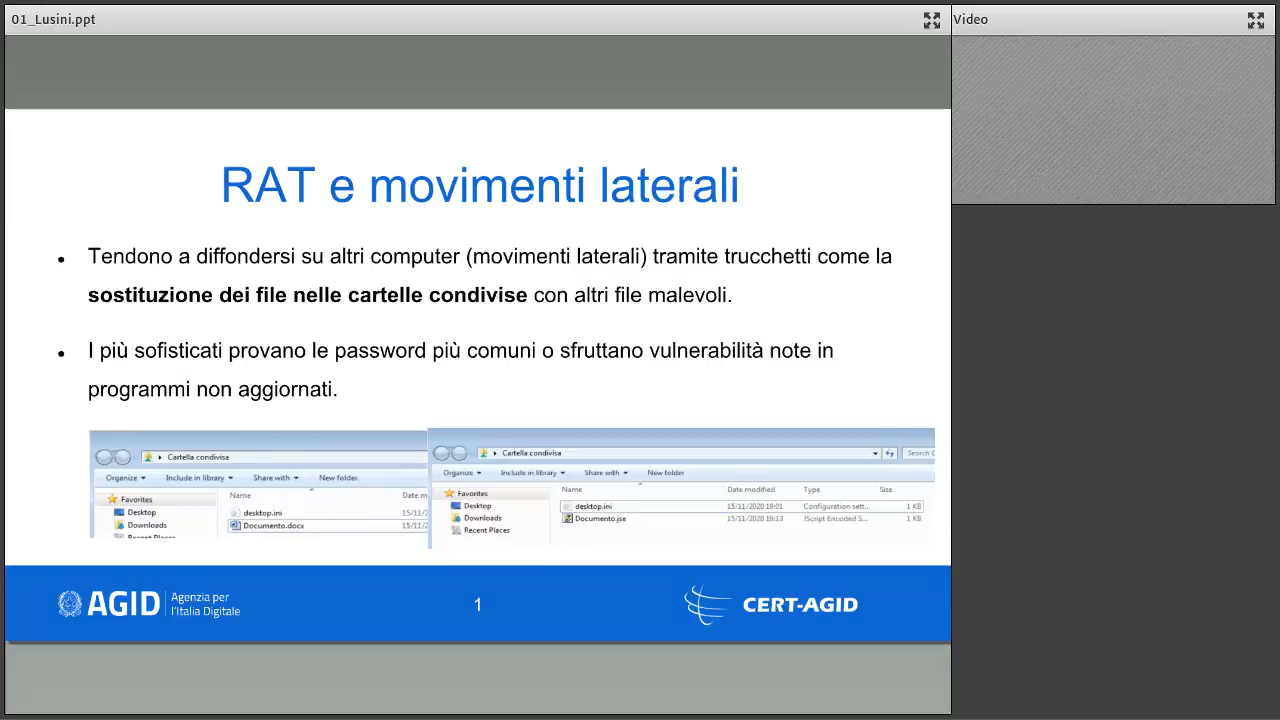 01_Lusini.ppt
Video
RAT e movimenti laterali
• Tendono a diffondersi su altri computer (movimenti laterali) tramite trucchetti come la
sostituzione dei file nelle cartelle condivise con altri file malevoli.
• I più sofisticati provano le password più comuni o sfruttano vulnerabilità note in
programmi non aggiornati.
Cartella condivisa
Organize Include in library Share with New folder
Favorites Name Date m
Desktop desktop.ini 15/11/2
Downloads Documento.docx 15/11/2
Recent Places
Cartella condivisa Search C
Organize Include in library Share with New folder
Favorites Name Date modified Type Size
Desktop desktop.ini 15/11/2020 19:01 Configuration sett... 1 KB
Downloads Documento.jse 15/11/2020 19:13 JScript Encoded S... 1 KB
Recent Places
AGID Agenzia per
l'Italia Digitale
1
CERT-AGID